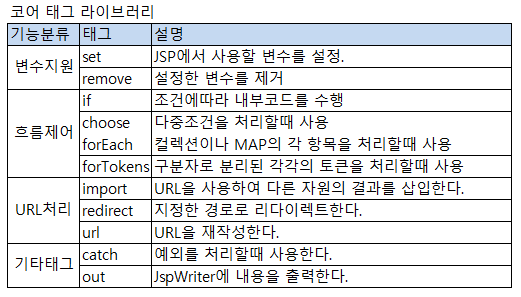 코어 태그 라이브러리
기능분류 태그 설명
변수지원 set JSP에서 사용할 변수를 설정.
remove 설정한 변수를 제거
흐름제어 if 조건에따라 내부코드를 수행
choose 다중조건을 처리할때 사용
forEach 컬렉션이나 MAP의 각 항목을 처리할때 사용
forTokens 구분자로 분리된 각각의 토큰을 처리할때 사용
URL처리 import URL을 사용하여 다른 자원의 결과를 삽입한다.
redirect 지정한 경로로 리다이렉트한다.
url URL을 재작성한다.
기타태그 catch 예외를 처리할때 사용한다.
out JspWriter에 내용을 출력한다.